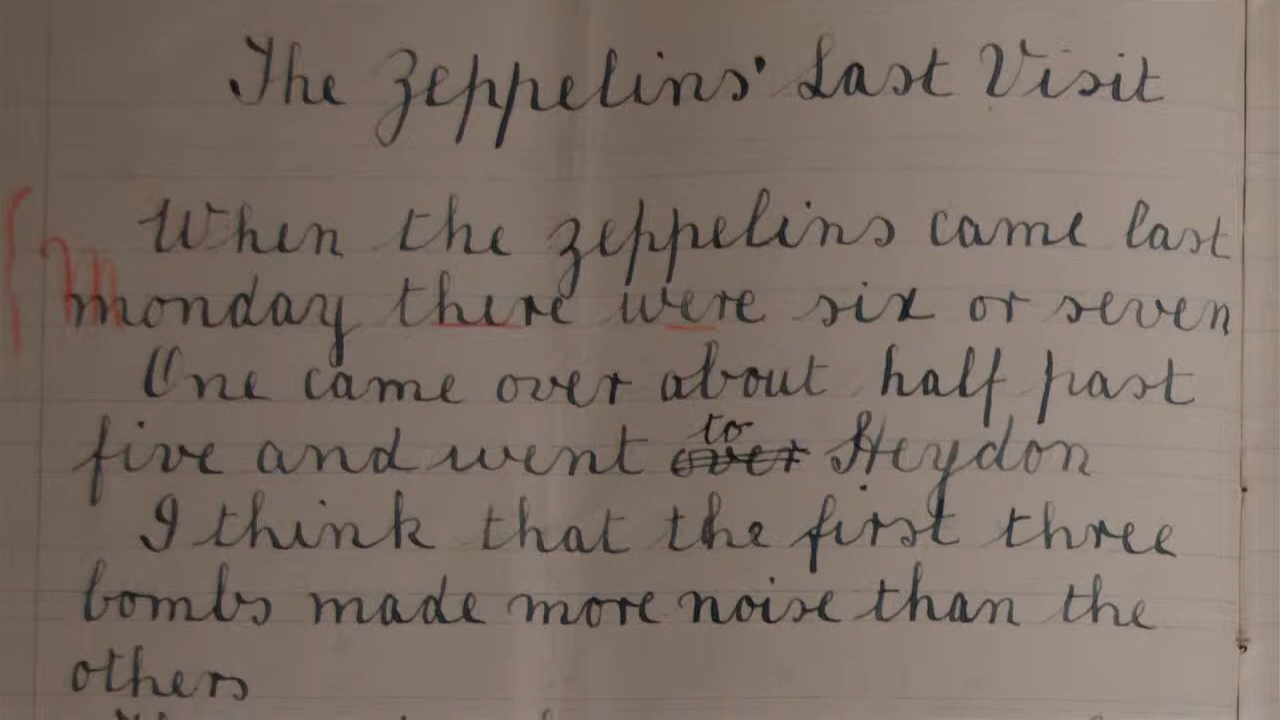 The Zeppelins' Last Visit
When the zeppelins came last
monday there were six or seven
One came over about half past
to
five and went over Heydon
I think that the first three
bombs made more noise than the
others